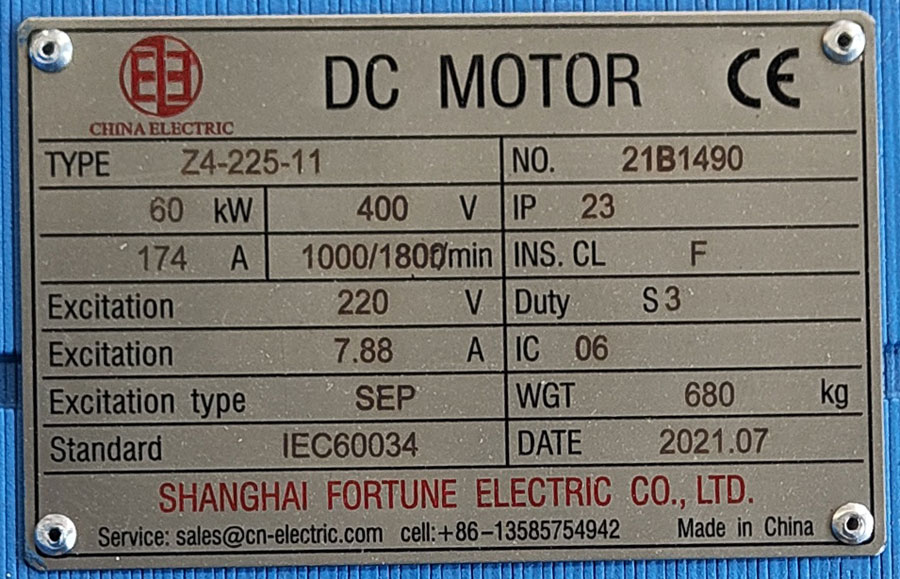 DC MOTOR CE
CHINA ELECTRIC
TYPE Z4-225-11 NO. 21B1490
60 kW 400 V IP 23
174 A 1000/1800/min INS. CL F
Excitation 220 V Duty S3
Excitation 7.88 A IC 06
Excitation type SEP WGT 680 kg
Standard IEC60034 DATE 2021.07
SHANGHAI FORTUNE ELECTRIC CO., LTD.
Service: sales@cn-electric.com cell:+86-13585754942 Made in China